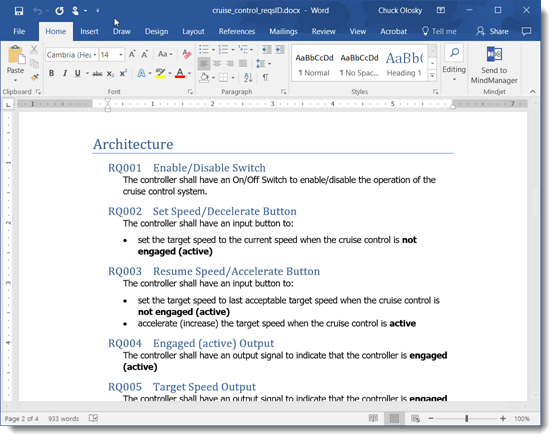 cruise_control_reqsID.docx - Word
Chuck Olosky
File Home Insert Draw Design Layout References Mailings Review View Acrobat Tell me Share
Paste
Cambria (Hea 14
B I U abc x₂ x²
AaBbCcDd AaBbCcDd AaBbC
¶ Normal ¶ No Spac... Heading 1
Editing
Send to
MindManager
Clipboard Font Paragraph Styles Mindjet
1 1 2 3 4 5 6 7
Architecture
RQ001 Enable/Disable Switch
The controller shall have an On/Off Switch to enable/disable the operation of the
cruise control system.
RQ002 Set Speed/Decelerate Button
The controller shall have an input button to:
• set the target speed to the current speed when the cruise control is not
engaged (active)
RQ003 Resume Speed/Accelerate Button
The controller shall have an input button to:
• set the target speed to last acceptable target speed when the cruise control is
not engaged (active)
• accelerate (increase) the target speed when the cruise control is active
RQ004 Engaged (active) Output
The controller shall have an output signal to indicate that the controller is engaged
(active)
RQ005 Target Speed Output
The controller shall have an output signal to indicate that the controller is engaged
Page 2 of 4 933 words 100%